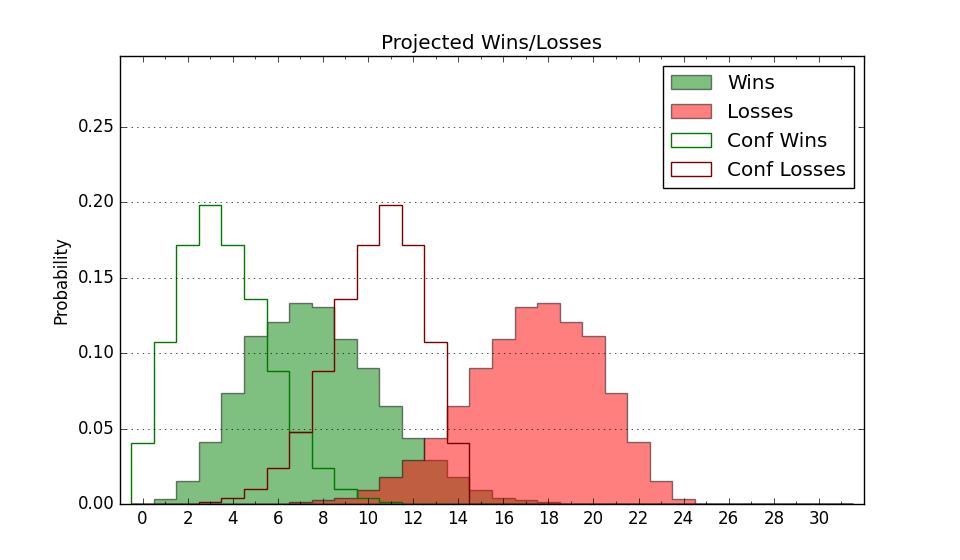 Projected Wins/Losses
Wins
Losses
Conf Wins
Conf Losses
Probability
0.25
0.20
0.15
0.10
0.05
0.00
0 2 4 6 8 10 12 14 16 18 20 22 24 26 28 30